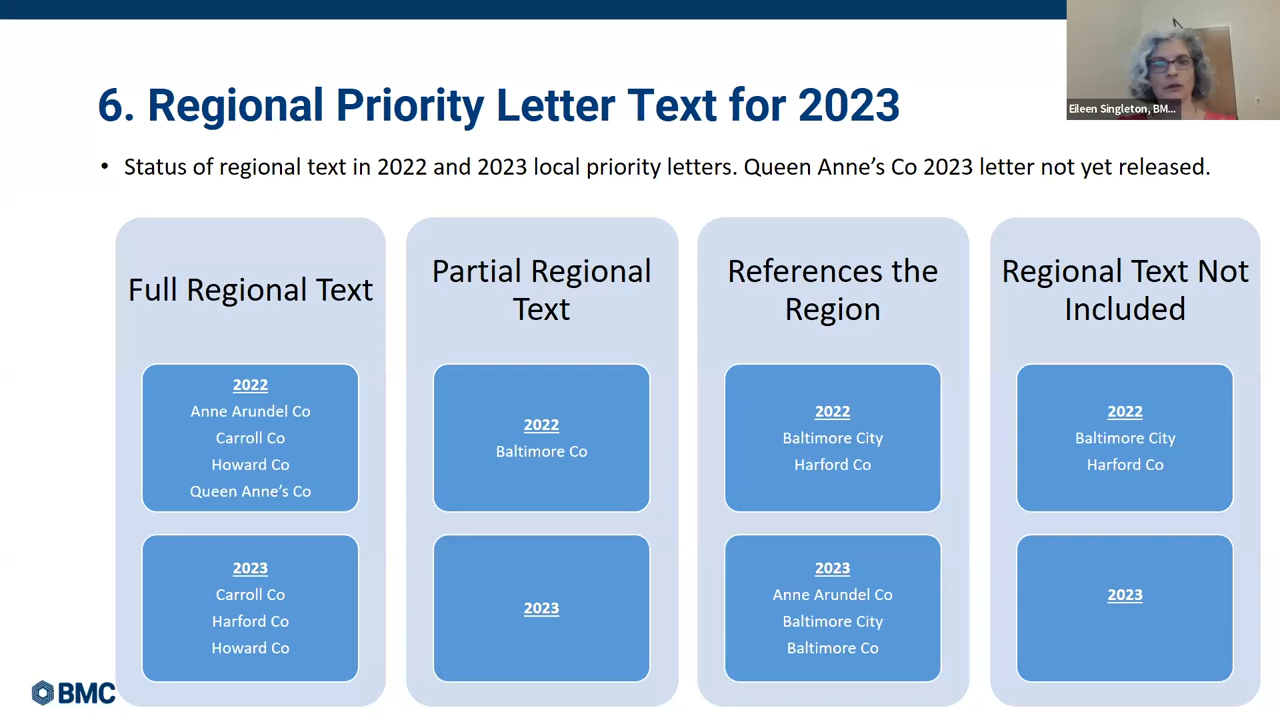 Eileen Singleton, BM...
6. Regional Priority Letter Text for 2023
• Status of regional text in 2022 and 2023 local priority letters. Queen Anne’s Co 2023 letter not yet released.
Full Regional Text
2022
Anne Arundel Co
Carroll Co
Howard Co
Queen Anne’s Co
2023
Carroll Co
Harford Co
Howard Co
Partial Regional
Text
2022
Baltimore Co
2023
References the
Region
2022
Baltimore City
Harford Co
2023
Anne Arundel Co
Baltimore City
Baltimore Co
Regional Text Not
Included
2022
Baltimore City
Harford Co
2023
BMC